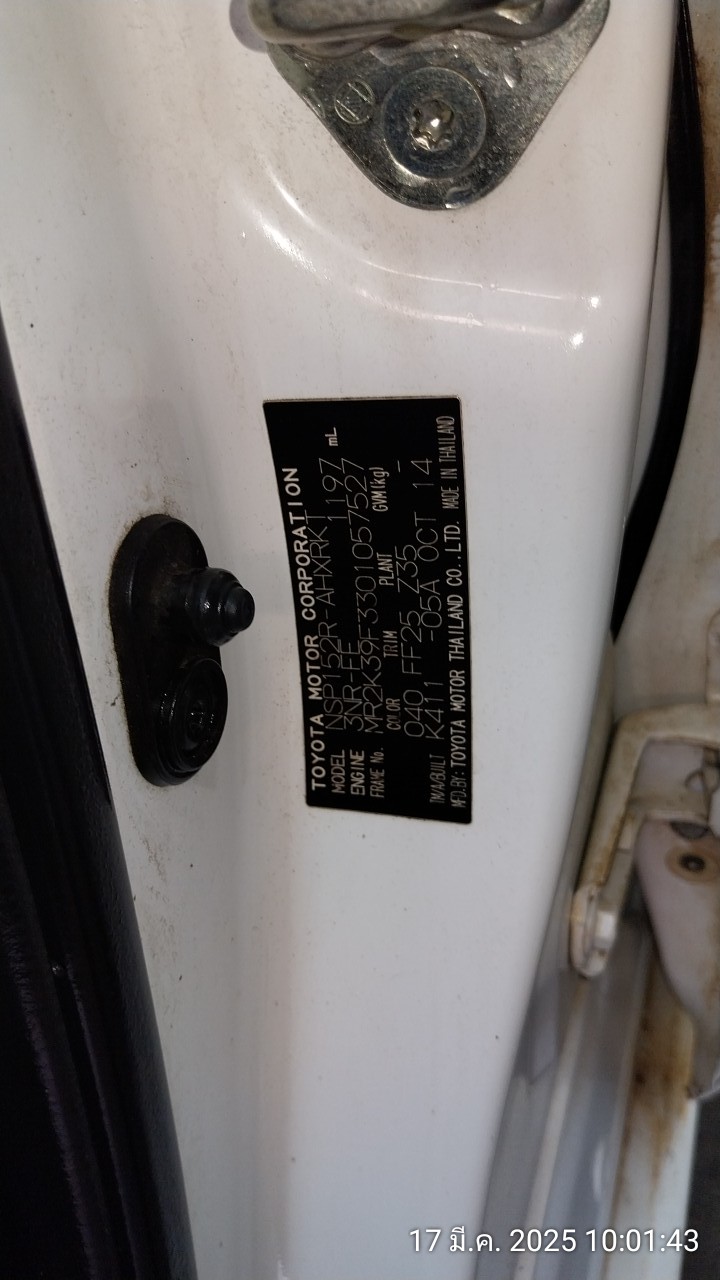 TOYOTA MOTOR CORPORATION
MODEL NSP152R-AHXRKT
ENGINE 3NR-FE 1197 mL
FRAME No. MR2K39F3301057527
COLOR TRIM PLANT GVM(kg)
040 FF25 Z35 -
T/M/A/BUILT K411 -05A OCT 14
MFD.BY: TOYOTA MOTOR THAILAND CO.,LTD. MADE IN THAILAND
17 มี.ค. 2025 10:01:43